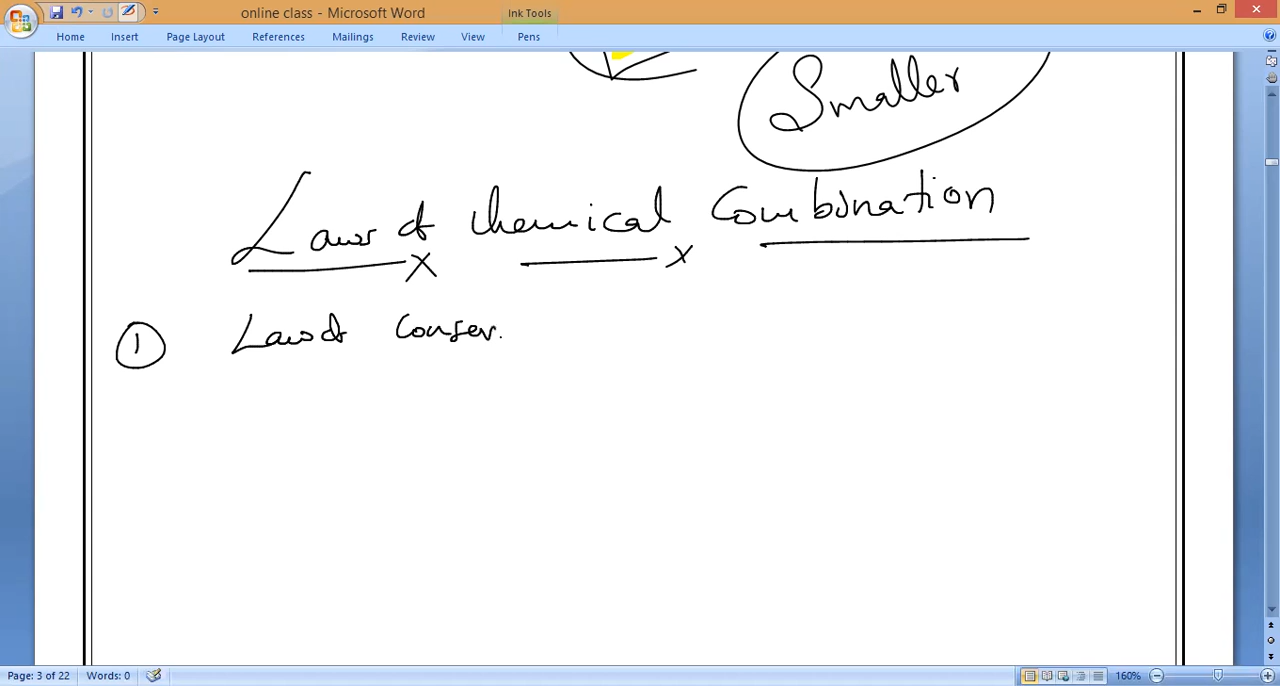 online class - Microsoft Word
Ink Tools
Home Insert Page Layout References Mailings Review View Pens
Smaller
Laws of chemical Combination
1 Law of Conser.
Page: 3 of 22 Words: 0 160%